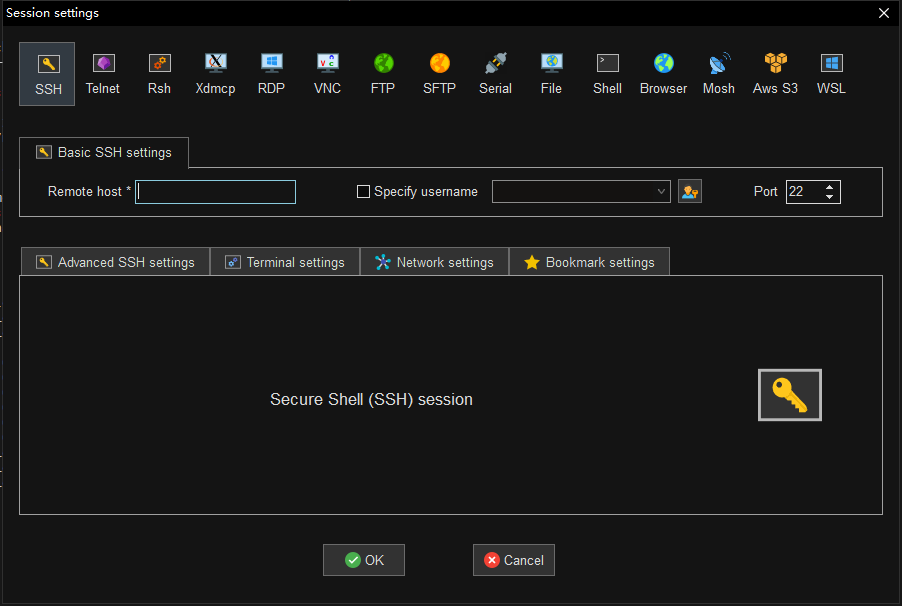 Session settings
SSH Telnet Rsh Xdmcp RDP VNC FTP SFTP Serial File Shell Browser Mosh Aws S3 WSL
Basic SSH settings
Remote host * Specify username Port 22
Advanced SSH settings Terminal settings Network settings Bookmark settings
Secure Shell (SSH) session
OK Cancel